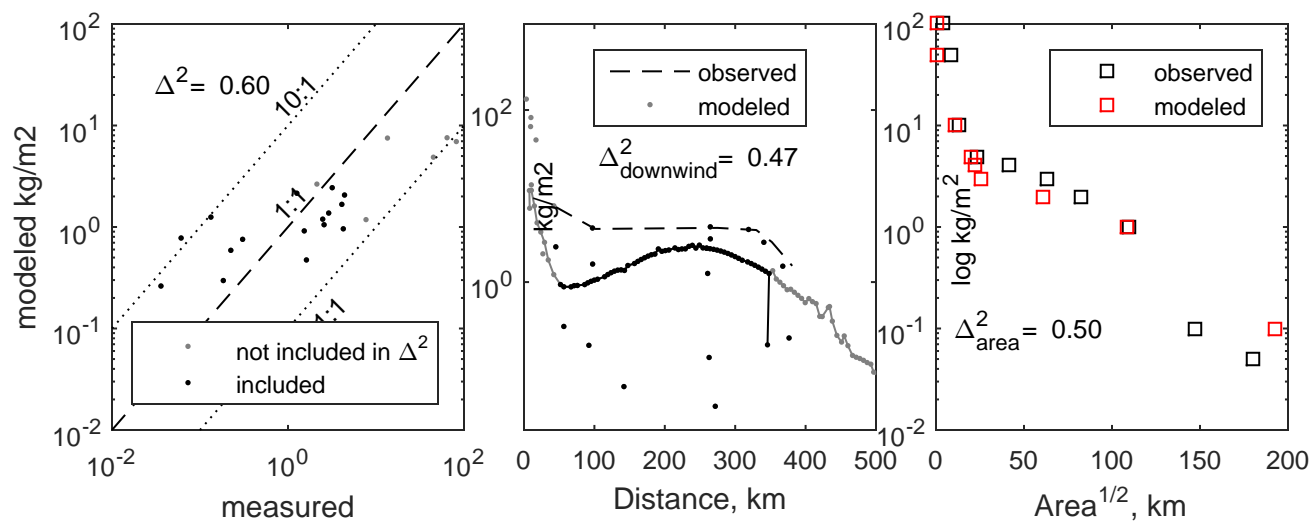 modeled kg/m2
10^2
10^1
10^0
10^-1
10^-2
Δ^2= 0.60
10:1
1:1
1:1
not included in Δ^2
included
10^-2
10^0
10^2
measured
10^2
10^0
kg/m2
observed
modeled
Δ^2_downwind= 0.47
0
100
200
300
400
500
Distance, km
10^2
10^1
10^0
10^-1
10^-2
log kg/m^2
observed
modeled
Δ^2_area= 0.50
0
50
100
150
200
Area^1/2, km